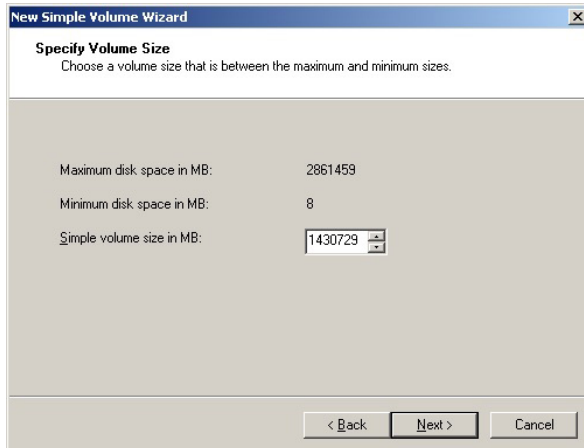 New Simple Volume Wizard
Specify Volume Size
Choose a volume size that is between the maximum and minimum sizes.
Maximum disk space in MB: 2861459
Minimum disk space in MB: 8
Simple volume size in MB: 1430729
< Back Next > Cancel